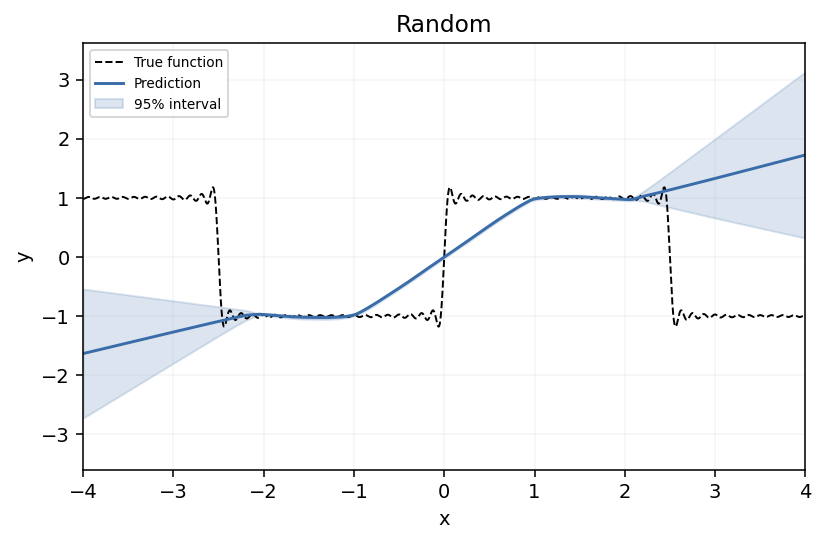 Random
True function
Prediction
95% interval
3
2
1
0
−1
−2
−3
y
−4 −3 −2 −1 0 1 2 3 4
x